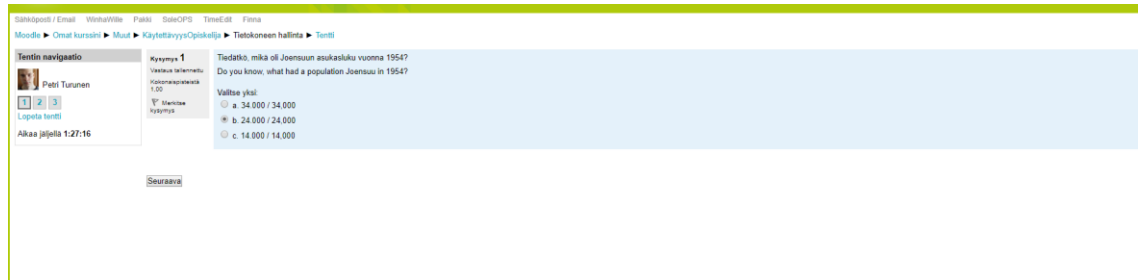 Sähköposti / Email WinhaWille Pakki SoleOPS TimeEdit Finna
Moodle ► Omat kurssini ► Muut ► KäytettävyysOpiskelija ► Tietokoneen hallinta ► Tentti
Tentin navigaatio
Petri Turunen
1 2 3
Lopeta tentti
Aikaa jäljellä 1:27:16
Kysymys 1
Vastaus tallennettu
Kokonaispisteistä
1,00
Merkitse
kysymys
Tiedätkö, mikä oli Joensuun asukasluku vuonna 1954?
Do you know, what had a population Joensuu in 1954?
Valitse yksi:
a. 34.000 / 34,000
b. 24.000 / 24,000
c. 14.000 / 14,000
Seuraava